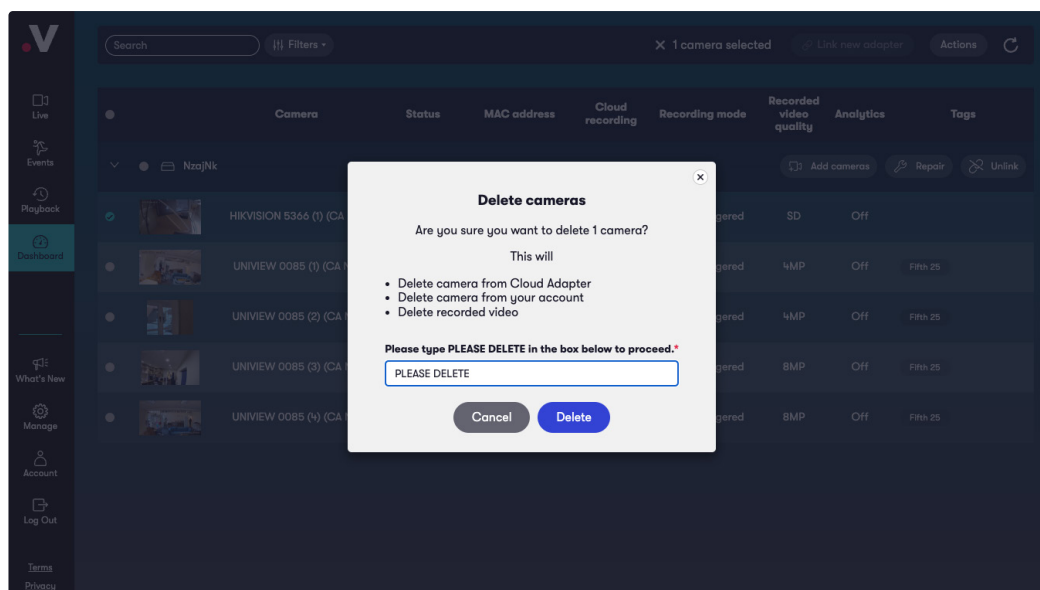 V
Search
Filters
1 camera selected
Link new adapter
Actions
Live
Events
Playback
Dashboard
What's New
Manage
Account
Log Out
Terms
Privacy
Camera
Status
MAC address
Cloud
recording
Recording mode
Recorded
video
quality
Analytics
Tags
NzajNk
Add cameras
Repair
Unlink
HIKVISION 5366 (1) (CA
gered
SD
Off
UNIVIEW 0085 (1) (CA
gered
4MP
Off
Fifth 25
UNIVIEW 0085 (2) (CA
gered
4MP
Off
Fifth 25
UNIVIEW 0085 (3) (CA
gered
8MP
Off
Fifth 25
UNIVIEW 0085 (4) (CA
gered
8MP
Off
Fifth 25
Delete cameras
Are you sure you want to delete 1 camera?
This will
• Delete camera from Cloud Adapter
• Delete camera from your account
• Delete recorded video
Please type PLEASE DELETE in the box below to proceed.*
PLEASE DELETE
Cancel
Delete